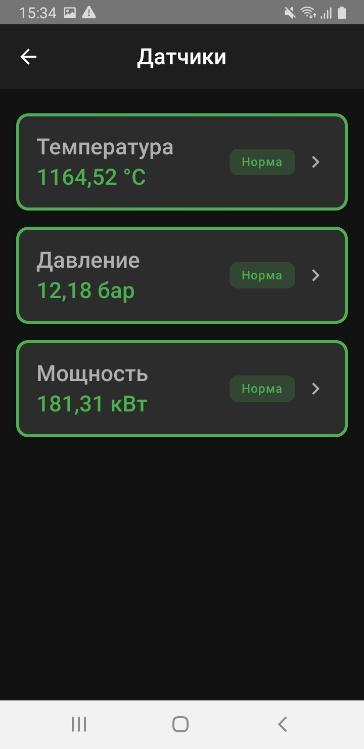 15:34
Датчики
Температура
1164,52 °C
Норма
Давление
12,18 бар
Норма
Мощность
181,31 кВт
Норма